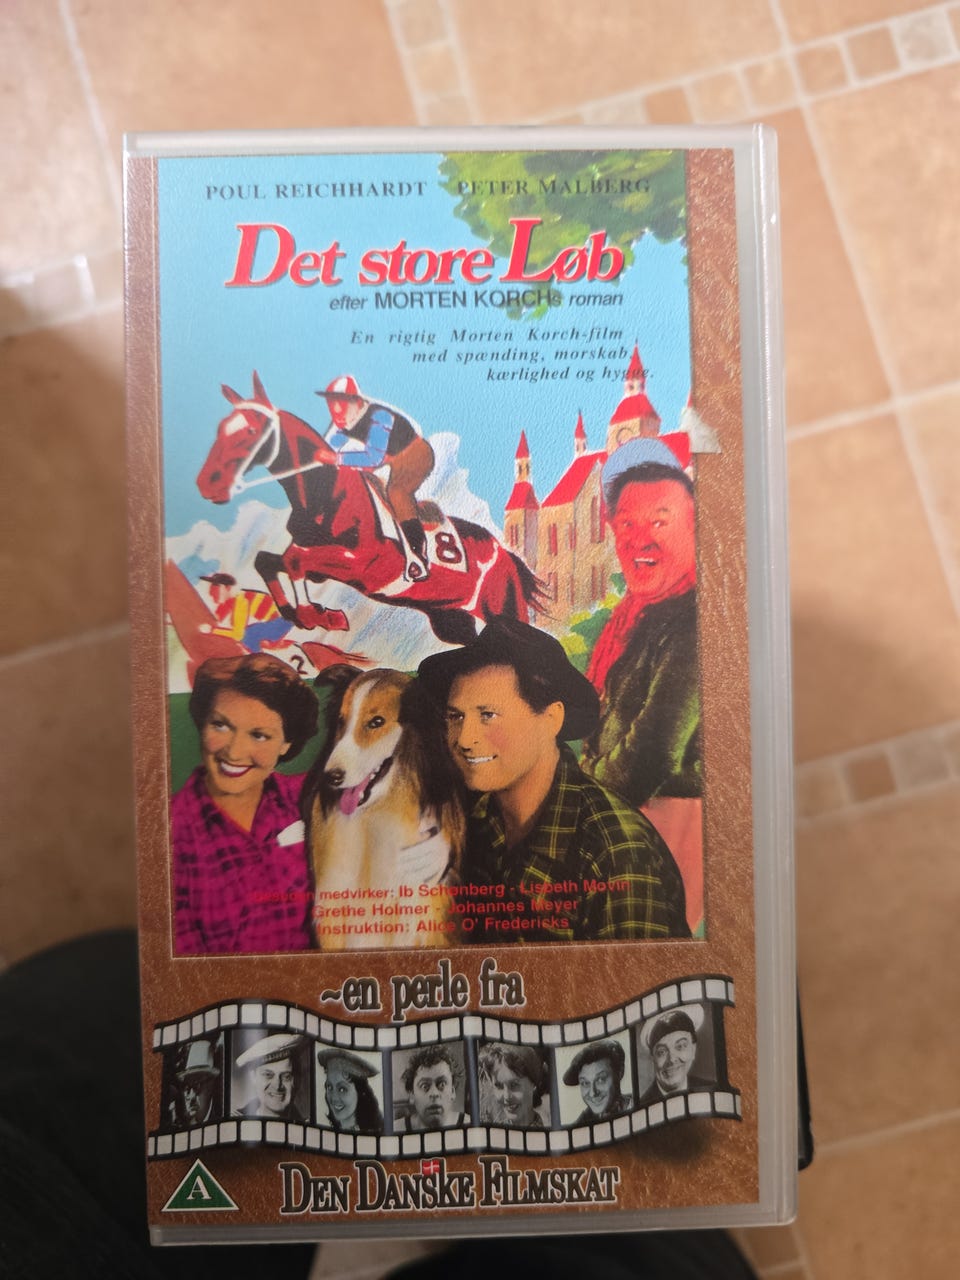 POUL REICHHARDT PETER MALBERG
Det store Løb
efter MORTEN KORCHs roman
En rigtig Morten Korch-film
med spænding, morskab,
kærlighed og hygge.
8
2
Desuden medvirker: Ib Schønberg - Lisbeth Movin
Grethe Holmer - Johannes Meyer
Instruktion: Alice O' Fredericks
~en perle fra
A
DEN DANSKE FILMSKAT